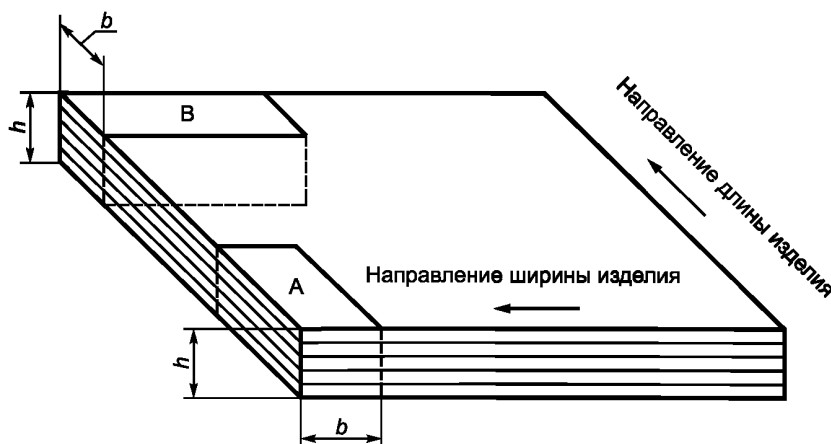 b
h
B
Направление длины изделия
A
Направление ширины изделия
h
b